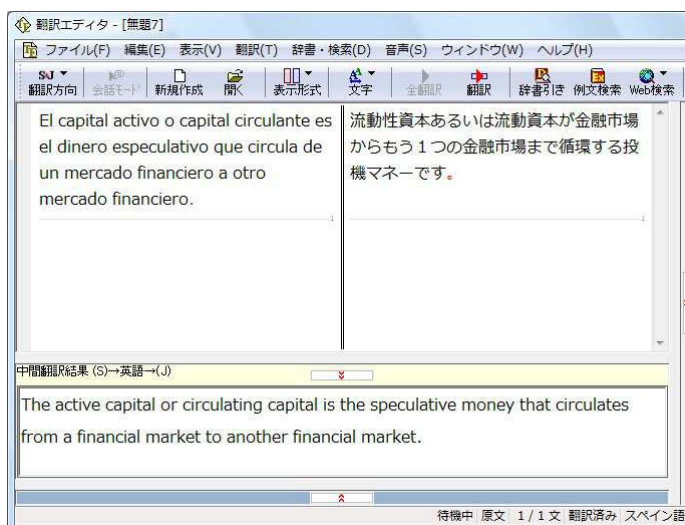 翻訳エディタ - [無題7]
ファイル(F) 編集(E) 表示(V) 翻訳(T) 辞書・検索(D) 音声(S) ウィンドウ(W) ヘルプ(H)
SVJ
翻訳方向 会話モード 新規作成 開く 表示形式 文字 全翻訳 翻訳 辞書引き 例文検索 Web検索
El capital activo o capital circulante es
el dinero especulativo que circula de
un mercado financiero a otro
mercado financiero.
流動性資本あるいは流動資本が金融市場
からもう1つの金融市場まで循環する投
機マネーです。
中間翻訳結果 (S)→英語→(J)
The active capital or circulating capital is the speculative money that circulates
from a financial market to another financial market.
待機中 原文 1/1文 翻訳済み スペイン語